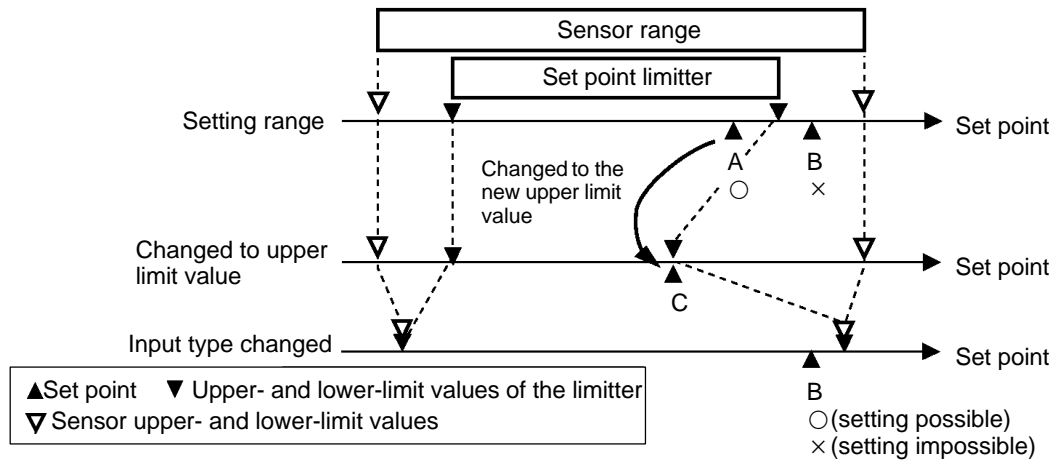 Sensor range
Set point limitter
Setting range
Set point
A
B
○
×
Changed to the
new upper limit
value
Changed to upper
limit value
Set point
C
Input type changed
Set point
B
○ (setting possible)
× (setting impossible)
▲Set point ▼ Upper- and lower-limit values of the limitter
▽ Sensor upper- and lower-limit values